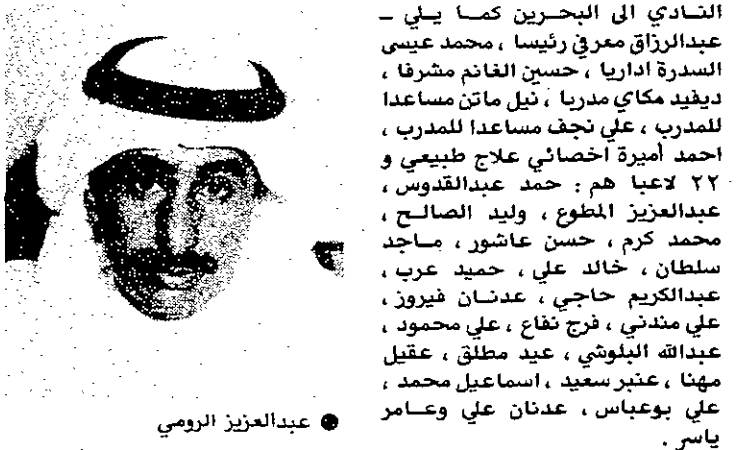 النادي الى البحرين كما يلي ـ
عبدالرزاق معرفي رئيسا ، محمد عيسى
السدرة اداريا ، حسين الغانم مشرفا ،
ديفيد مكاي مدربا ، نيل ماتن مساعدا
للمدرب ، علي نجف مساعدا للمدرب ،
احمد أميرة اخصائي علاج طبيعي و
٢٢ لاعبا هم : حمد عبدالقدوس ،
عبدالعزيز المطوع ، وليد الصالح ،
محمد كرم ، حسن عاشور ، ماجد
سلطان ، خالد علي ، حميد عرب ،
عبدالكريم حاجي ، عدنان فيروز ،
علي مندني ، فرج نفاع ، علي محمود ،
عبدالله البلوشي ، عيد مطلق ، عقيل
مهنا ، عنبر سعيد ، اسماعيل محمد ،
علي بوعباس ، عدنان علي وعامر
ياسر .
● عبدالعزيز الرومي